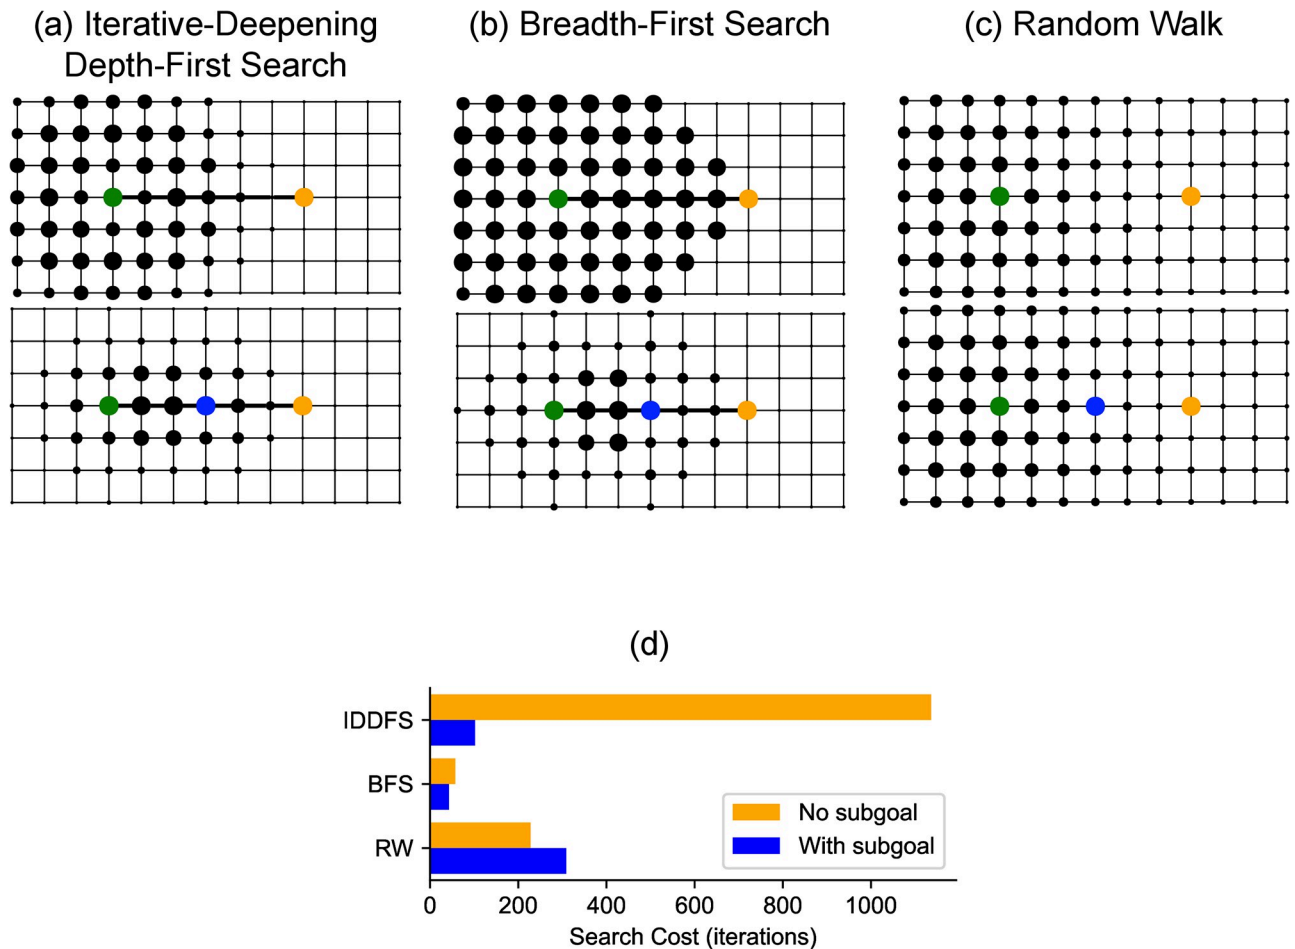 (a) Iterative-Deepening
Depth-First Search
(b) Breadth-First Search
(c) Random Walk
(d)
IDDFS
BFS
RW
No subgoal
With subgoal
0 200 400 600 800 1000
Search Cost (iterations)